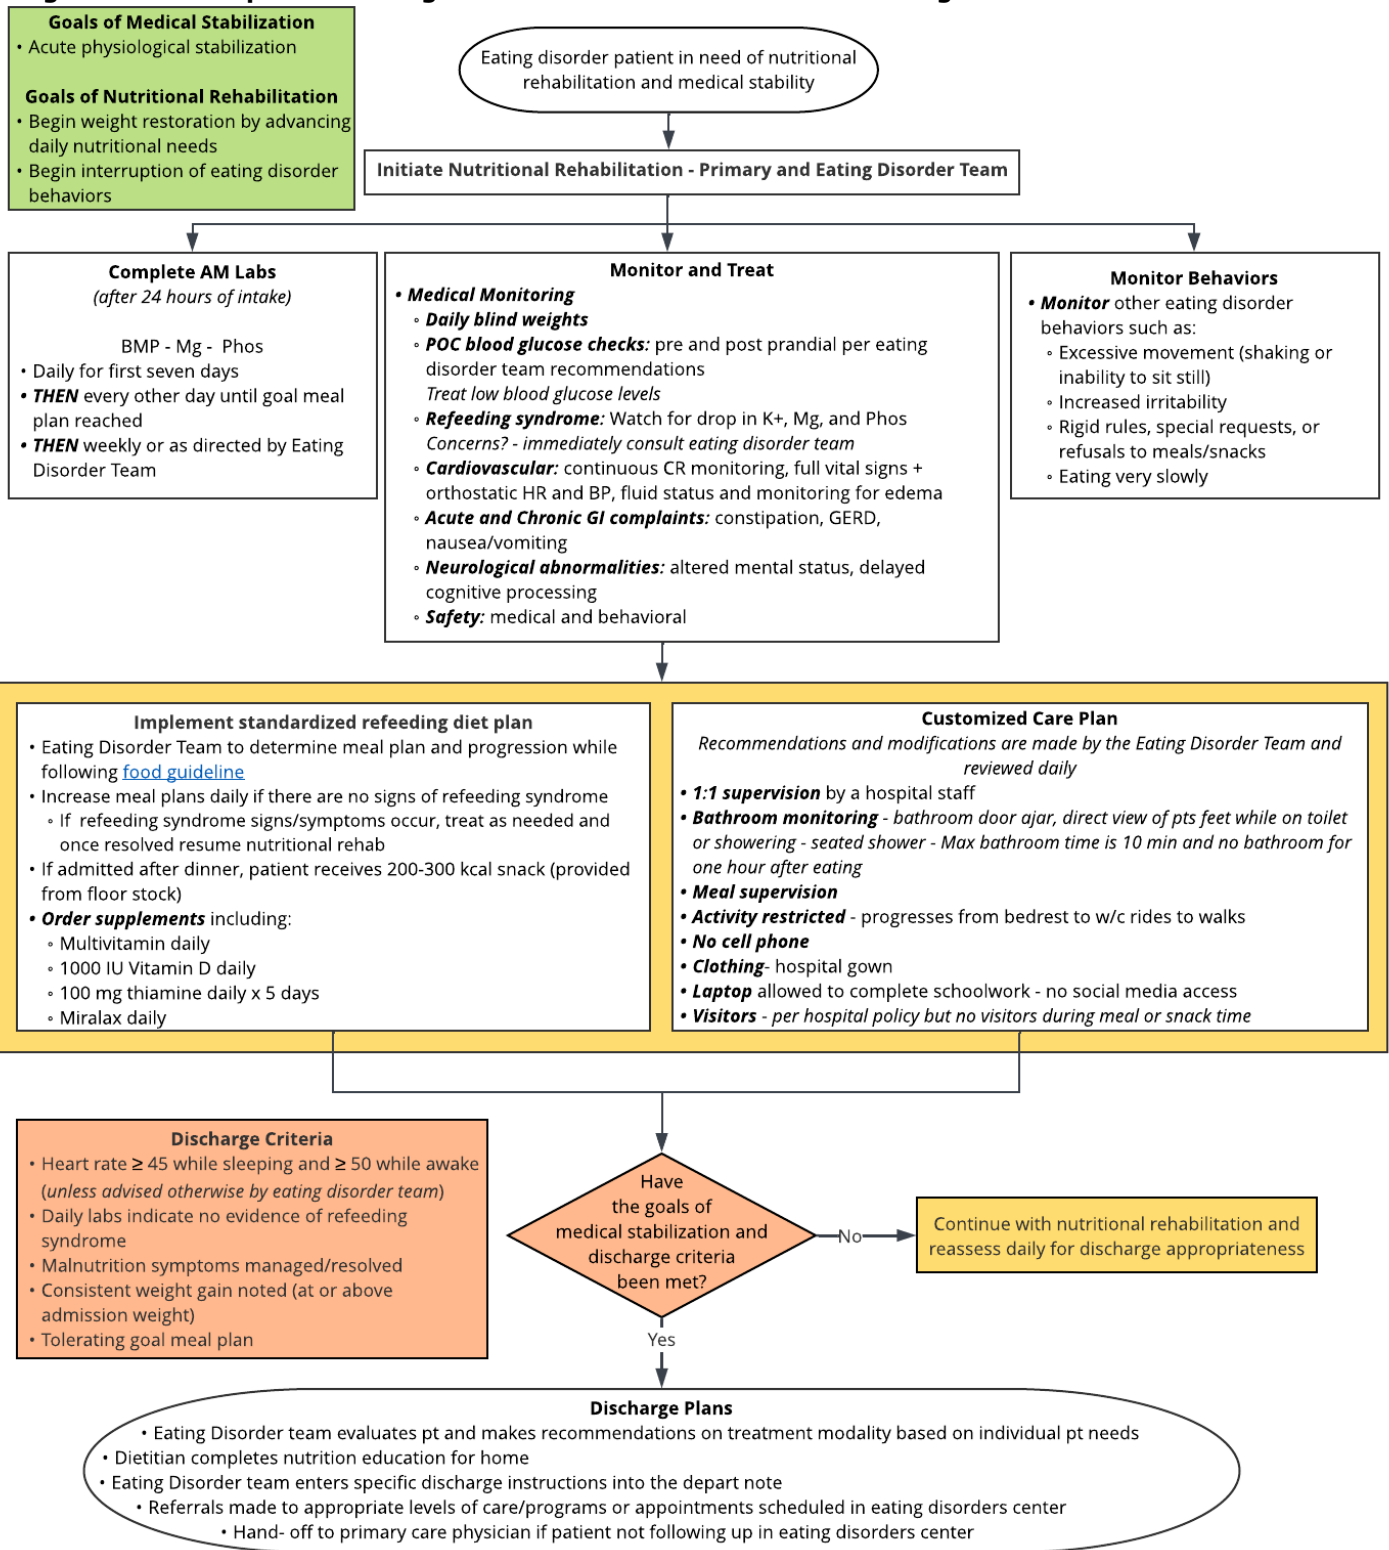 Goals of Medical Stabilization
• Acute physiological stabilization
Goals of Nutritional Rehabilitation
• Begin weight restoration by advancing
daily nutritional needs
• Begin interruption of eating disorder
behaviors
Eating disorder patient in need of nutritional
rehabilitation and medical stability
Initiate Nutritional Rehabilitation - Primary and Eating Disorder Team
Complete AM Labs
(after 24 hours of intake)
BMP - Mg - Phos
• Daily for first seven days
• THEN every other day until goal meal
plan reached
• THEN weekly or as directed by Eating
Disorder Team
Monitor and Treat
• Medical Monitoring
◦ Daily blind weights
◦ POC blood glucose checks: pre and post prandial per eating
disorder team recommendations
Treat low blood glucose levels
◦ Refeeding syndrome: Watch for drop in K+, Mg, and Phos
Concerns? - immediately consult eating disorder team
◦ Cardiovascular: continuous CR monitoring, full vital signs +
orthostatic HR and BP, fluid status and monitoring for edema
◦ Acute and Chronic GI complaints: constipation, GERD,
nausea/vomiting
◦ Neurological abnormalities: altered mental status, delayed
cognitive processing
◦ Safety: medical and behavioral
Monitor Behaviors
• Monitor other eating disorder
behaviors such as:
◦ Excessive movement (shaking or
inability to sit still)
◦ Increased irritability
◦ Rigid rules, special requests, or
refusals to meals/snacks
◦ Eating very slowly
Implement standardized refeeding diet plan
• Eating Disorder Team to determine meal plan and progression while
following food guideline
• Increase meal plans daily if there are no signs of refeeding syndrome
◦ If refeeding syndrome signs/symptoms occur, treat as needed and
once resolved resume nutritional rehab
• If admitted after dinner, patient receives 200-300 kcal snack (provided
from floor stock)
• Order supplements including:
◦ Multivitamin daily
◦ 1000 IU Vitamin D daily
◦ 100 mg thiamine daily x 5 days
◦ Miralax daily
Customized Care Plan
Recommendations and modifications are made by the Eating Disorder Team and
reviewed daily
• 1:1 supervision by a hospital staff
• Bathroom monitoring - bathroom door ajar, direct view of pts feet while on toilet
or showering - seated shower - Max bathroom time is 10 min and no bathroom for
one hour after eating
• Meal supervision
• Activity restricted - progresses from bedrest to w/c rides to walks
• No cell phone
• Clothing- hospital gown
• Laptop allowed to complete schoolwork - no social media access
• Visitors - per hospital policy but no visitors during meal or snack time
Discharge Criteria
• Heart rate ≥ 45 while sleeping and ≥ 50 while awake
(unless advised otherwise by eating disorder team)
• Daily labs indicate no evidence of refeeding
syndrome
• Malnutrition symptoms managed/resolved
• Consistent weight gain noted (at or above
admission weight)
• Tolerating goal meal plan
Have
the goals of
medical stabilization and
discharge criteria
been met?
No
Continue with nutritional rehabilitation and
reassess daily for discharge appropriateness
Yes
Discharge Plans
• Eating Disorder team evaluates pt and makes recommendations on treatment modality based on individual pt needs
• Dietitian completes nutrition education for home
• Eating Disorder team enters specific discharge instructions into the depart note
• Referrals made to appropriate levels of care/programs or appointments scheduled in eating disorders center
• Hand- off to primary care physician if patient not following up in eating disorders center